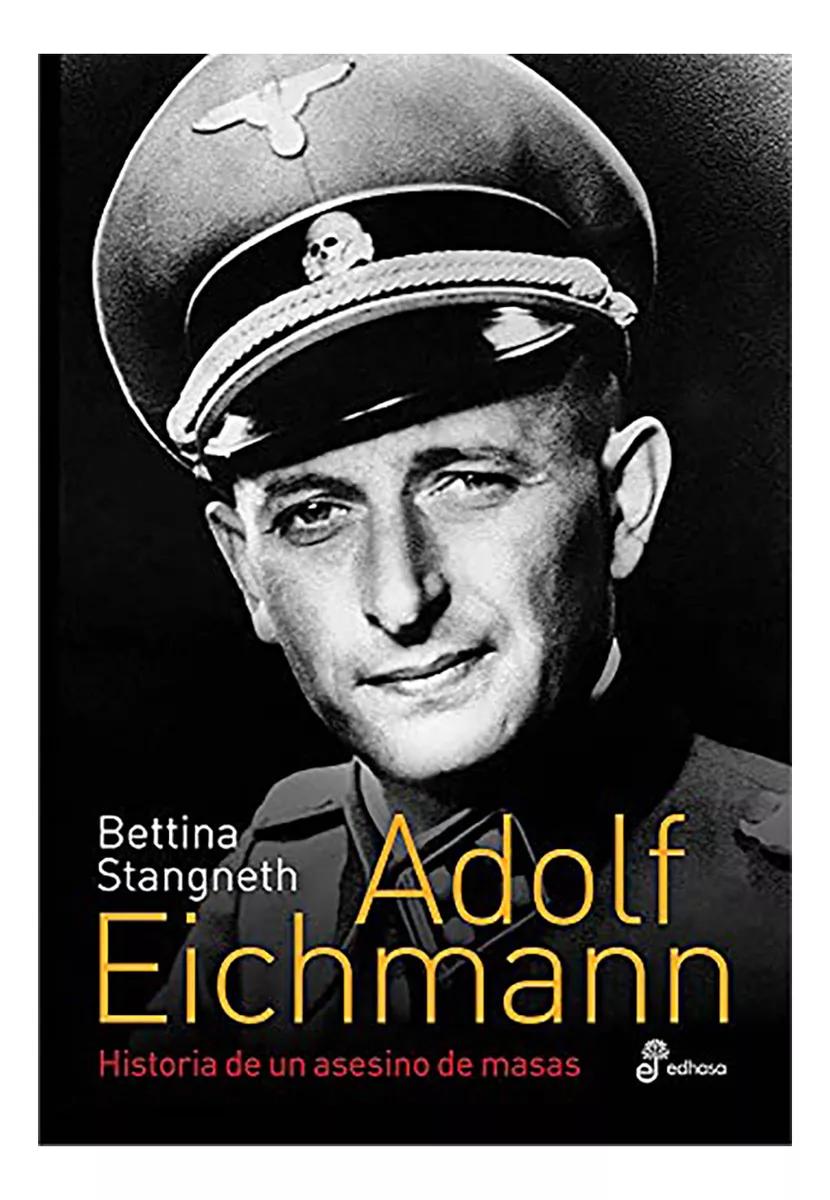 Bettina
Stangneth
Adolf
Eichmann
Historia de un asesino de masas
edhasa